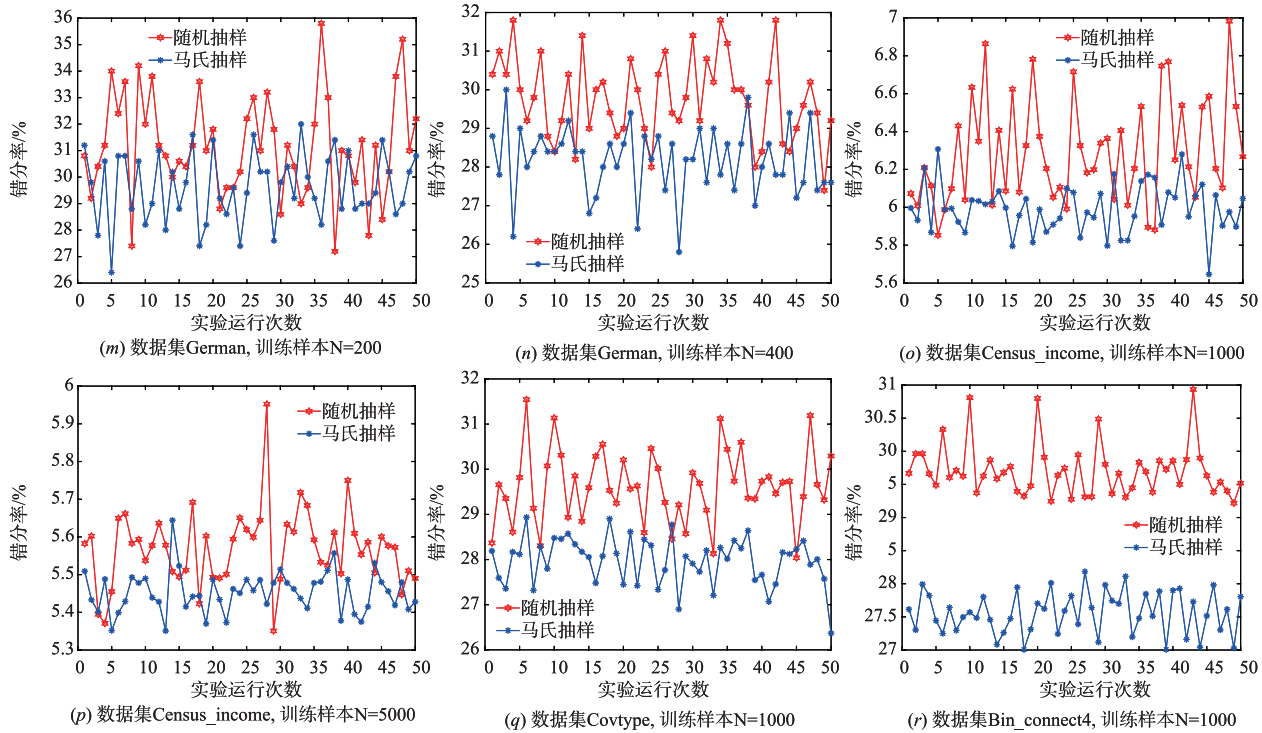 36
35
34
33
32
31
30
29
28
27
26
错分率/%
随机抽样
马氏抽样
0 5 10 15 20 25 30 35 40 45 50
实验运行次数
(m) 数据集German, 训练样本N=200
32
31
30
29
28
27
26
25
错分率/%
随机抽样
马氏抽样
0 5 10 15 20 25 30 35 40 45 50
实验运行次数
(n) 数据集German, 训练样本N=400
7
6.8
6.4
6.2
6
5.8
5.6
错分率/%
随机抽样
马氏抽样
0 5 10 15 20 25 30 36 40 48 50
实验运行次数
(o) 数据集Census_income, 训练样本N=1000
6
5.9
5.8
5.7
5.6
5.5
5.4
5.3
错分率/%
随机抽样
马氏抽样
0 5 10 15 20 25 30 35 40 45 50
实验运行次数
(p) 数据集Census_income, 训练样本N=5000
32
31
30
29
28
27
26
错分率/%
随机抽样
马氏抽样
0 5 10 15 20 25 30 35 40 45 50
实验运行次数
(q) 数据集Covtype, 训练样本N=1000
31
30.5
30
5
29
5
28
27.5
26
错分率/%
随机抽样
马氏抽样
0 5 10 15 20 25 30 35 40 45 50
实验运行次数
(r) 数据集Bin_connect4, 训练样本N=1000